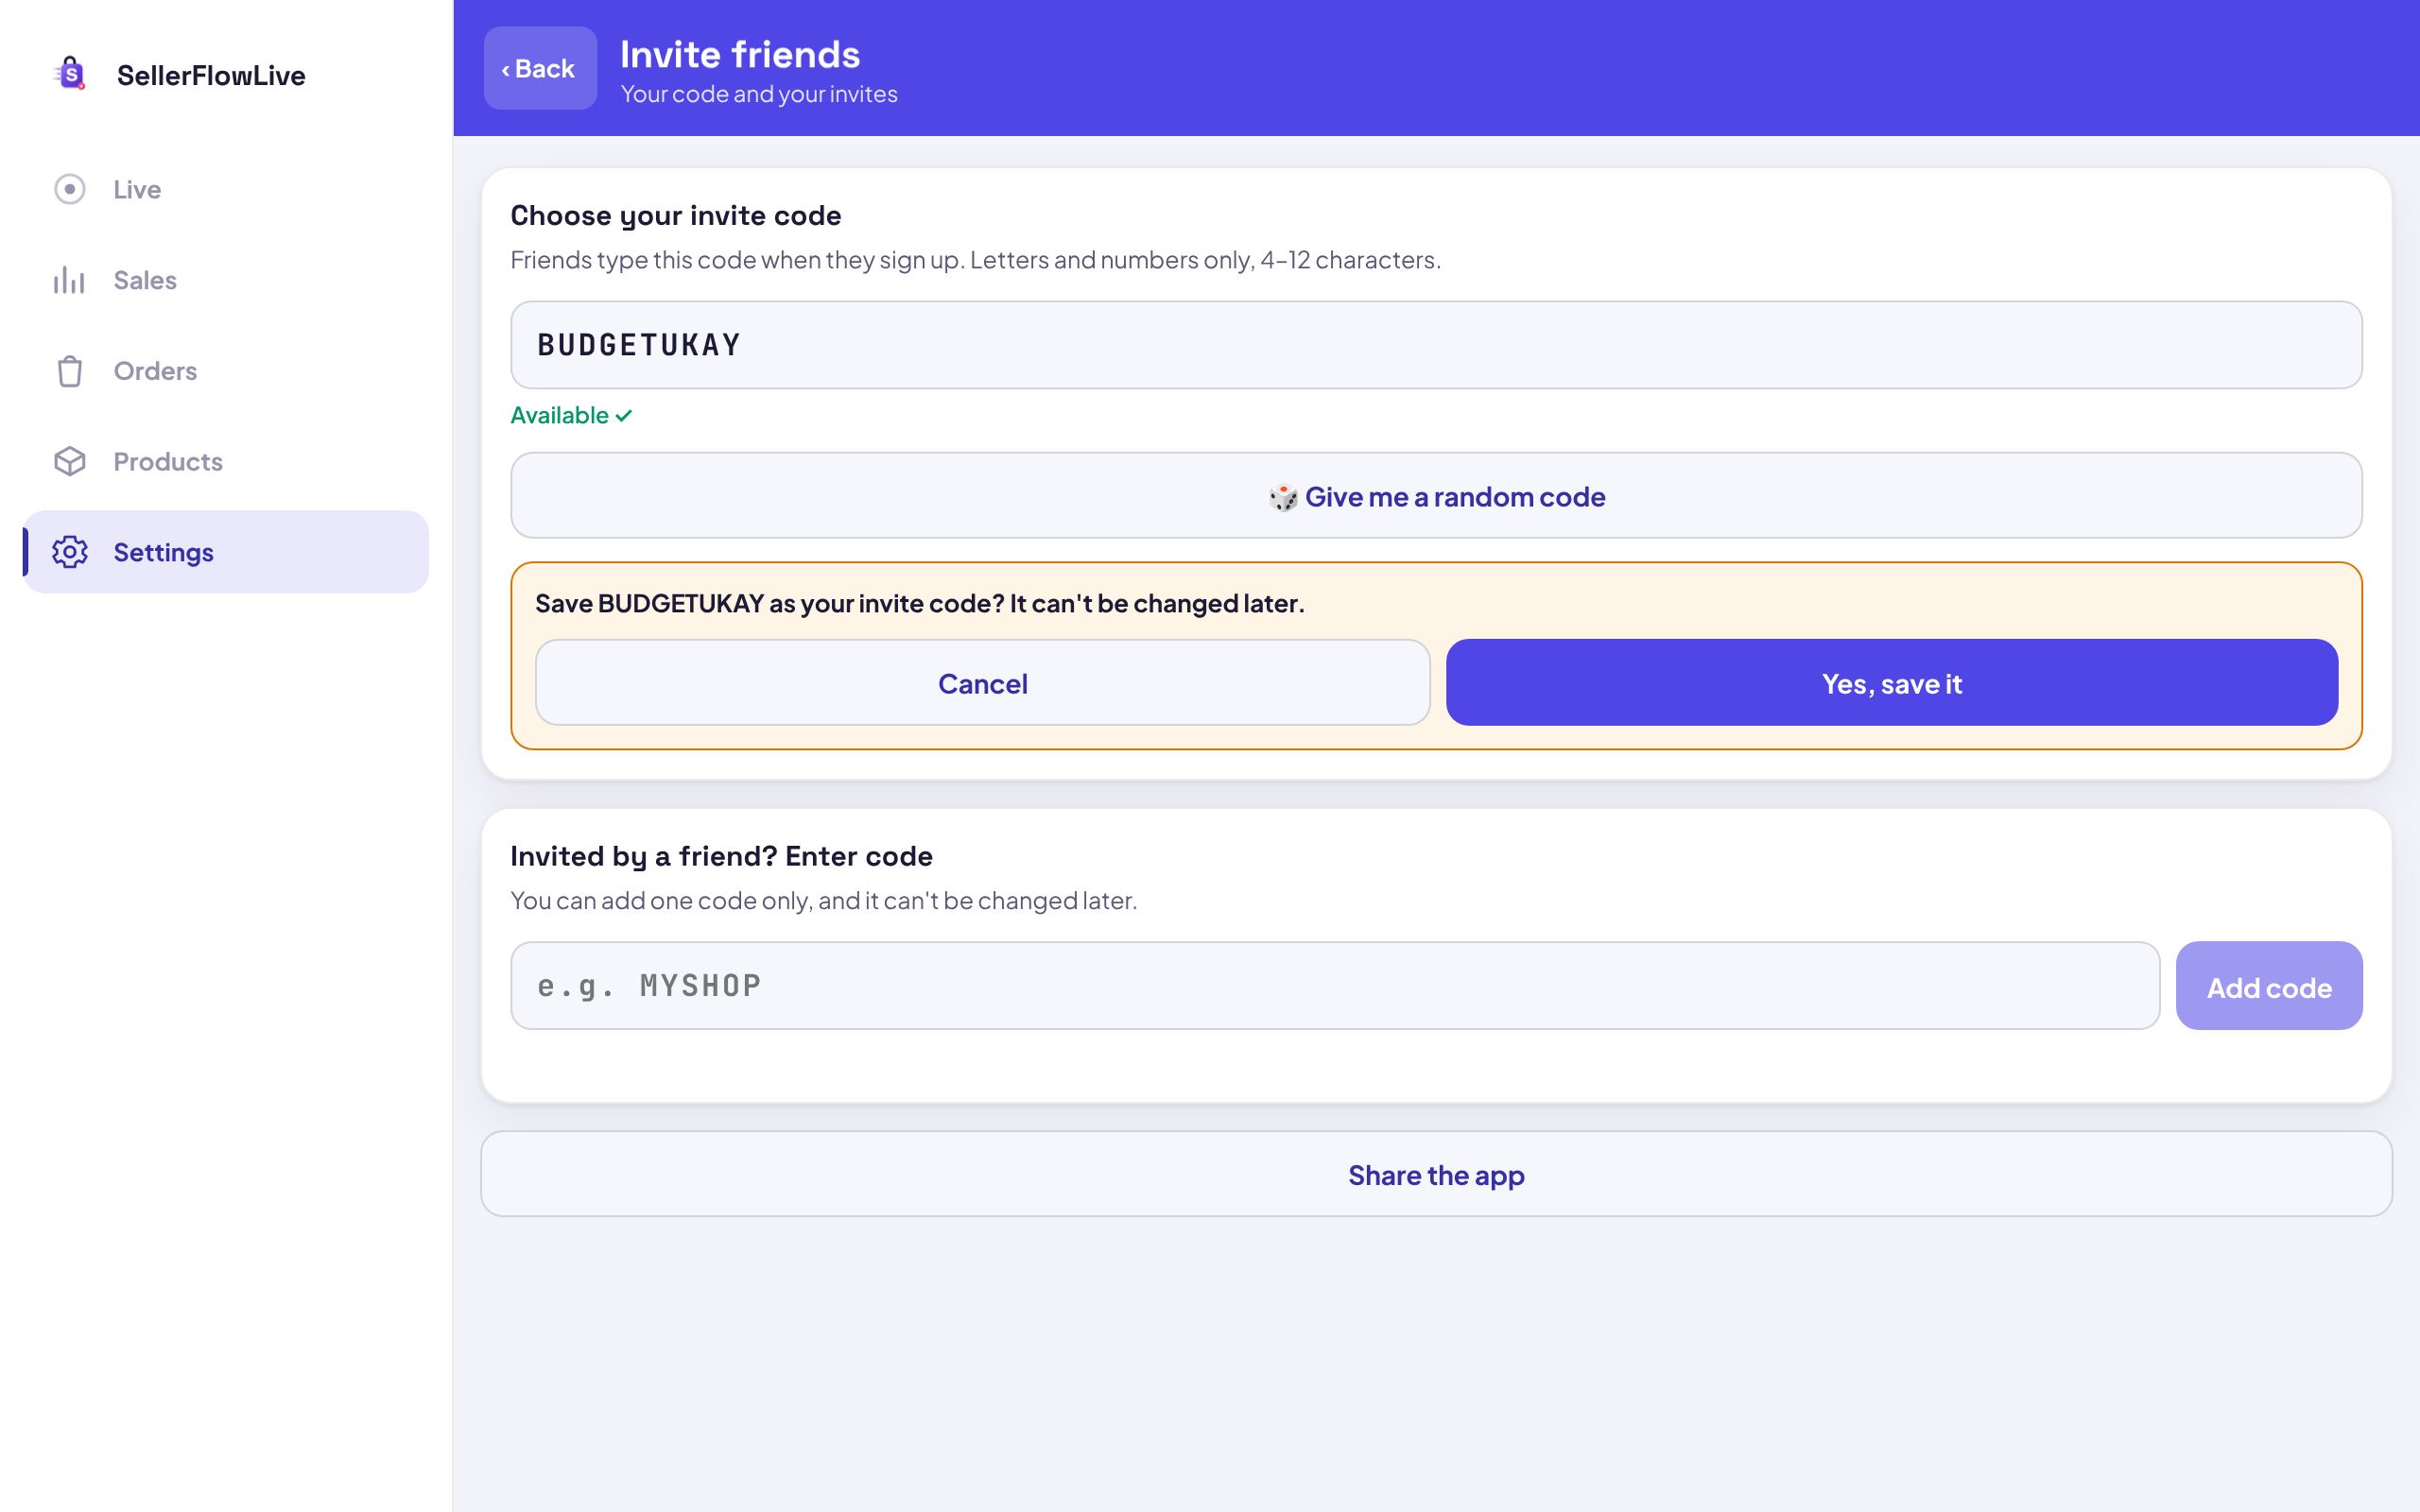 SellerFlowLive
Live
Sales
Orders
Products
Settings
‹ Back
Invite friends
Your code and your invites
Choose your invite code
Friends type this code when they sign up. Letters and numbers only, 4–12 characters.
BUDGETUKAY
Available ✓
🎲 Give me a random code
Save BUDGETUKAY as your invite code? It can't be changed later.
Cancel
Yes, save it
Invited by a friend? Enter code
You can add one code only, and it can't be changed later.
e.g. MYSHOP
Add code
Share the app